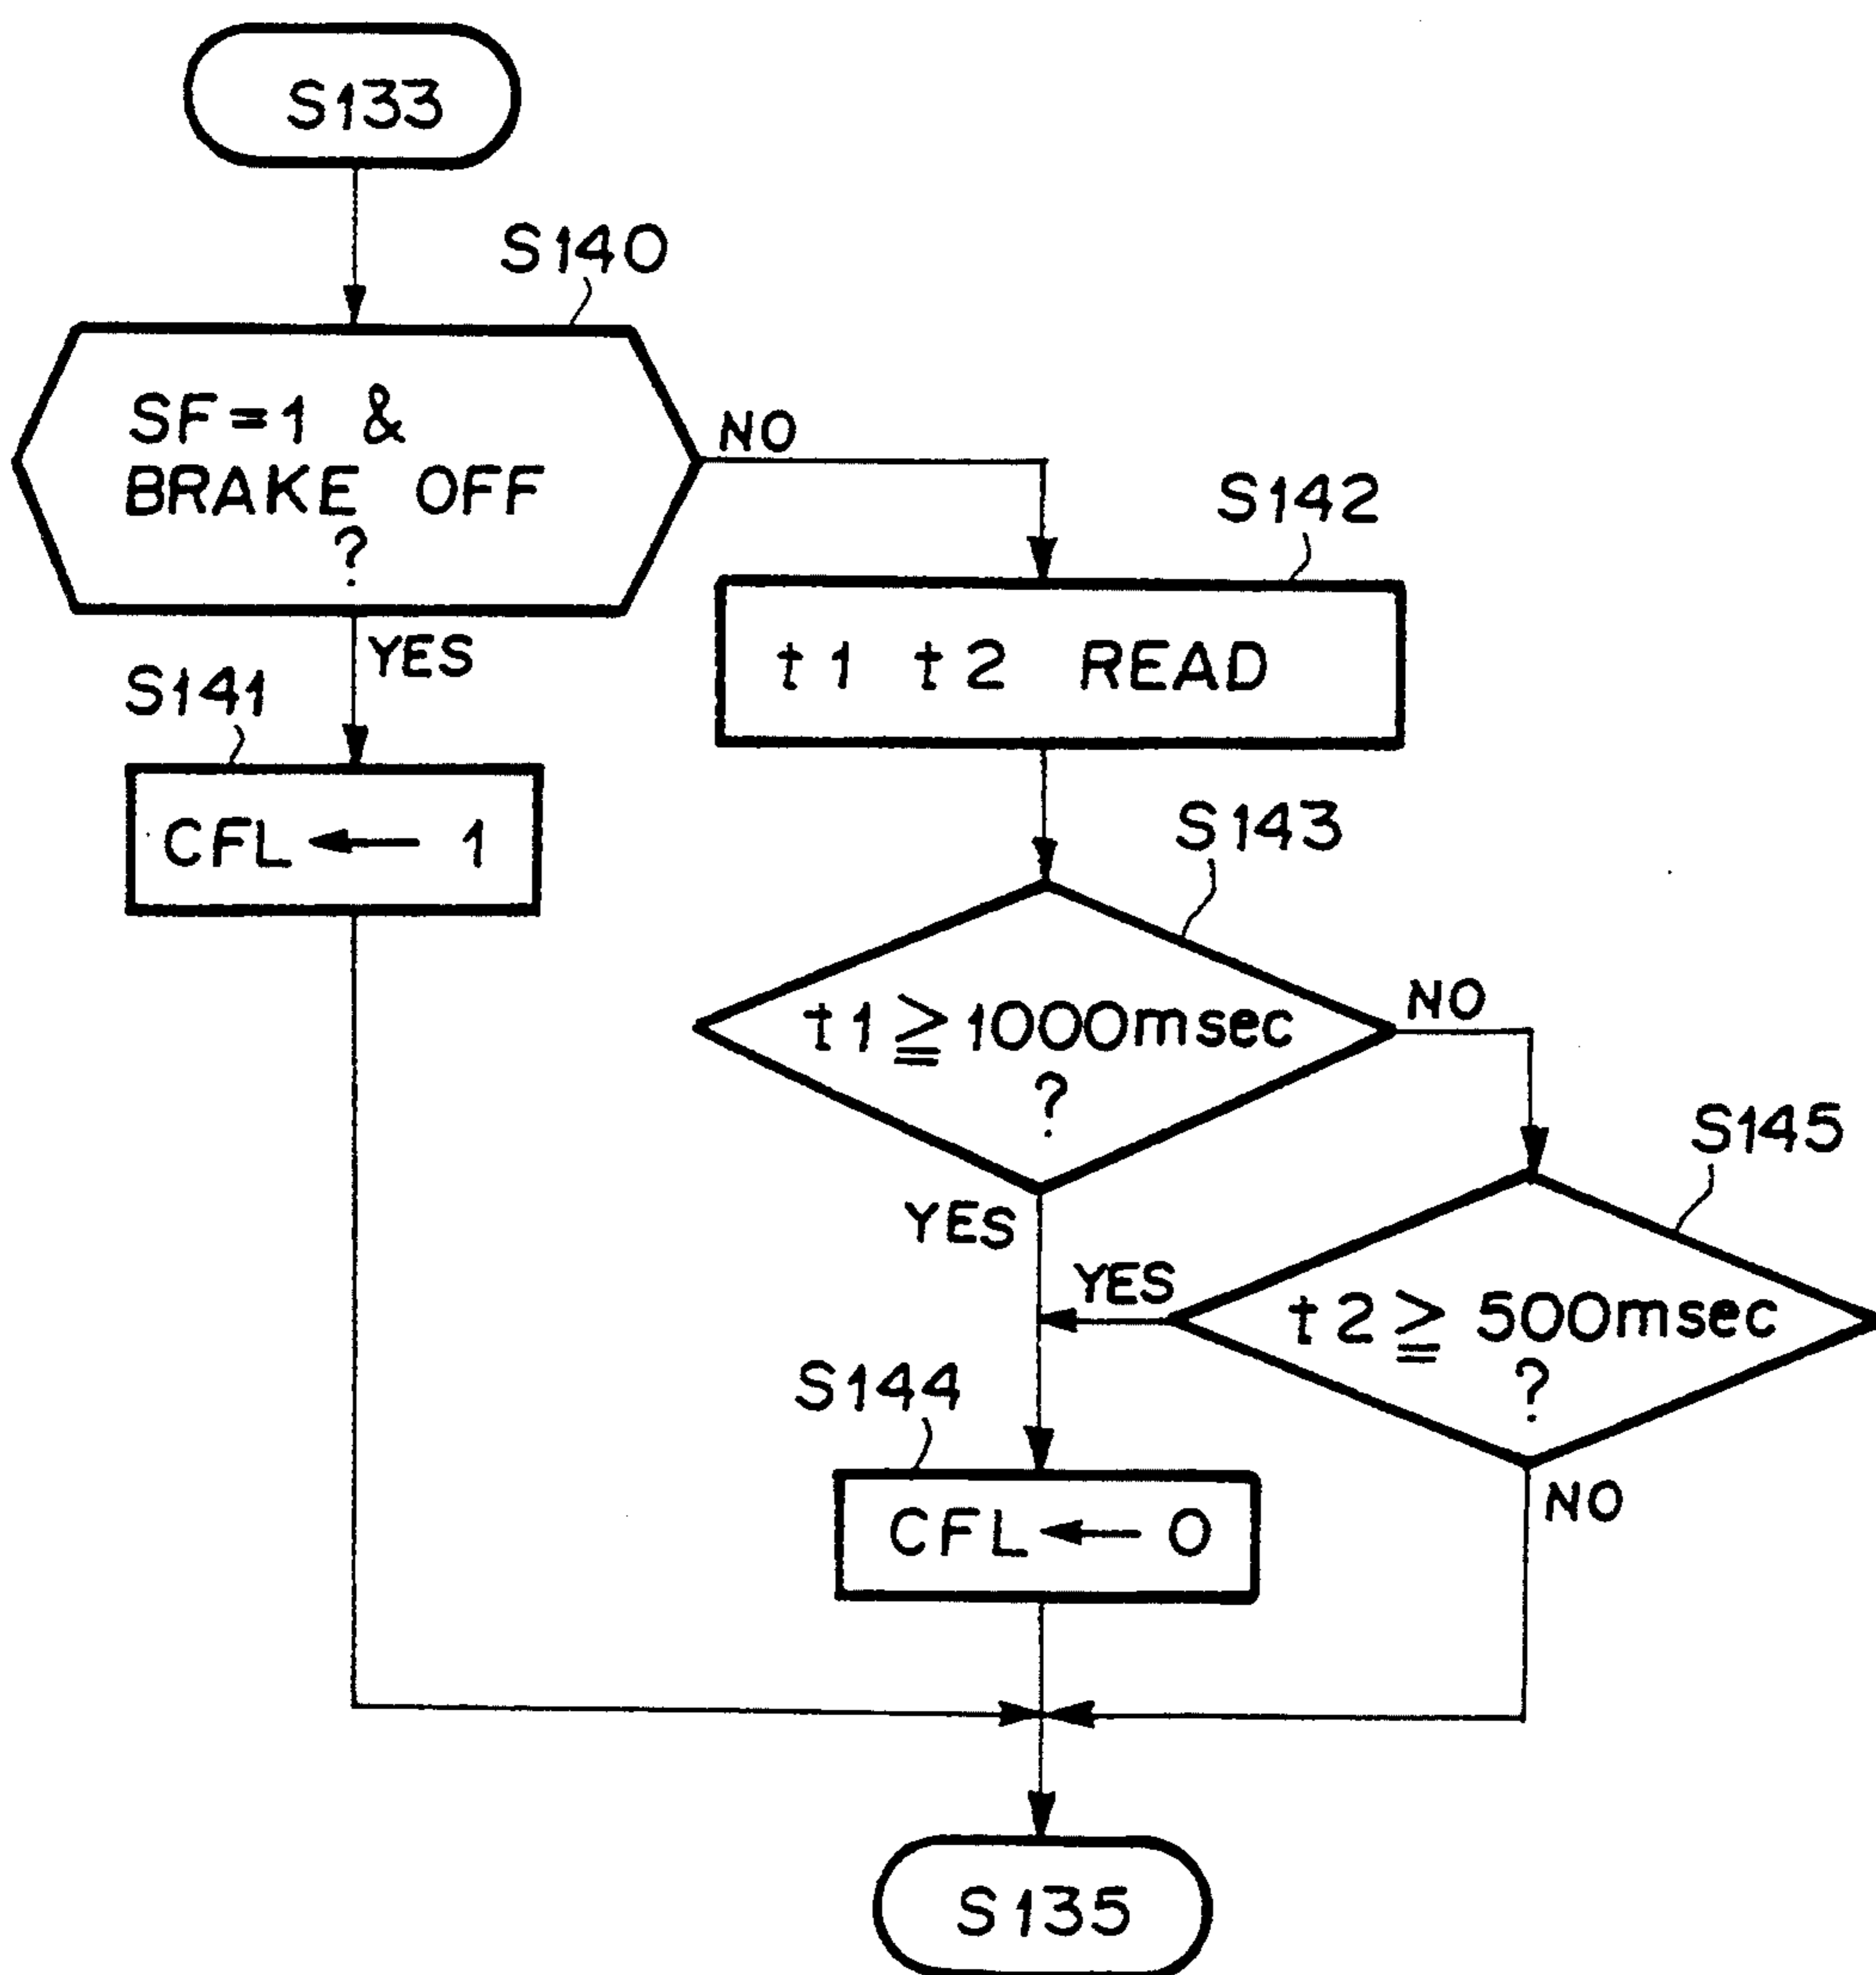 S133
S140
SF=1 &
BRAKE OFF
?
NO
YES
S142
t1 t2 READ
S141
CFL ← 1
S143
t1 ≧ 1000msec
?
NO
YES
S145
t2 ≧ 500msec
?
YES
NO
S144
CFL ← 0
S135